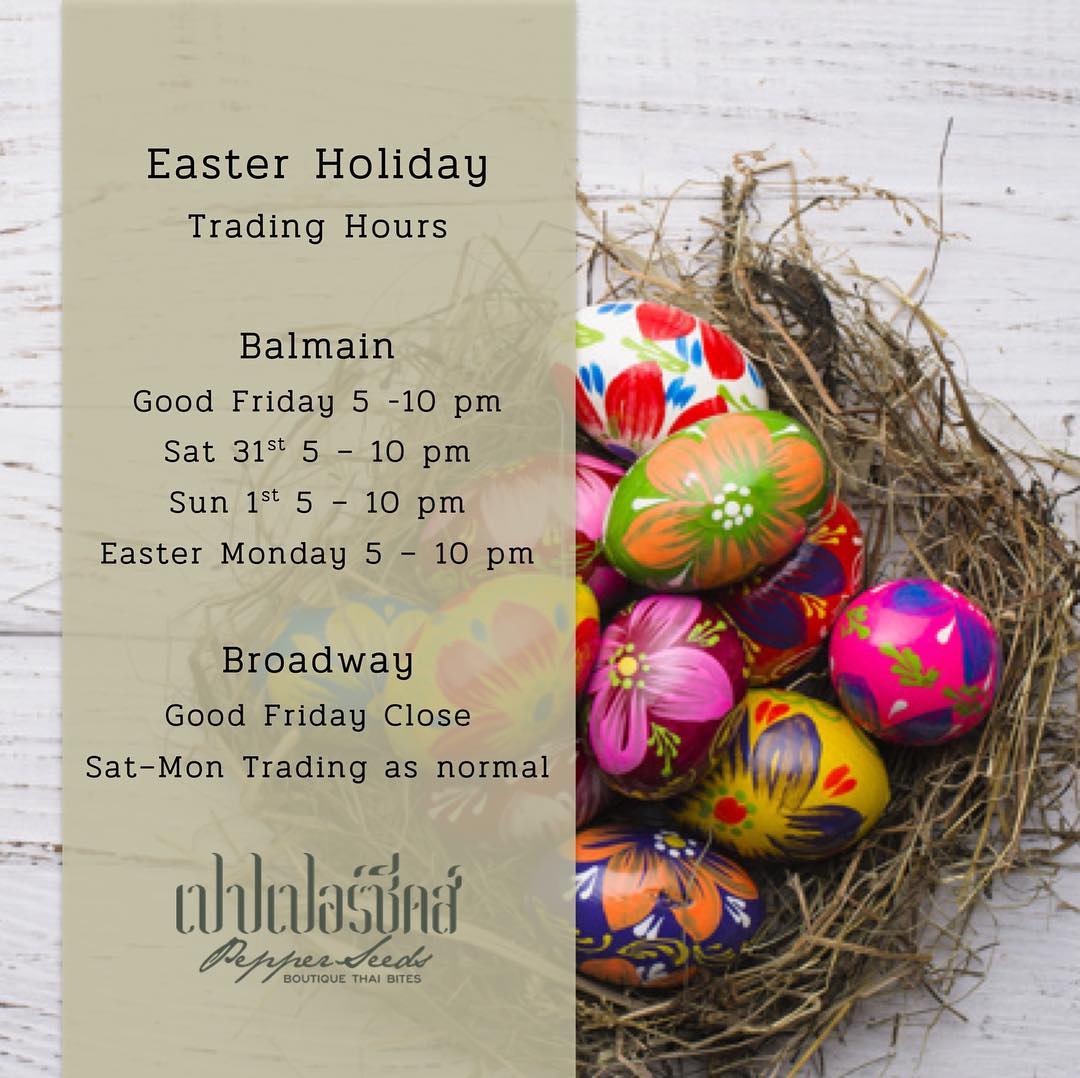 Easter Holiday
Trading Hours
Balmain
Good Friday 5 -10 pm
Sat 31st 5 – 10 pm
Sun 1st 5 – 10 pm
Easter Monday 5 – 10 pm
Broadway
Good Friday Close
Sat–Mon Trading as normal
เปปเปอร์ซีดส์
Pepper Seeds
BOUTIQUE THAI BITES